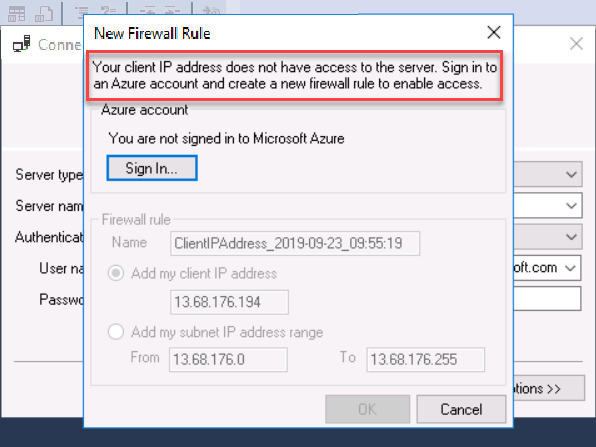 Conne
New Firewall Rule
Your client IP address does not have access to the server. Sign in to
an Azure account and create a new firewall rule to enable access.
Azure account
You are not signed in to Microsoft Azure
Sign In...
Server type
Server nam
Authenticat
User na
Passwo
Firewall rule
Name ClientIPAddress_2019-09-23_09:55:19
Add my client IP address
13.68.176.194
Add my subnet IP address range
From 13.68.176.0 To 13.68.176.255
oft.com
tions >>
OK Cancel